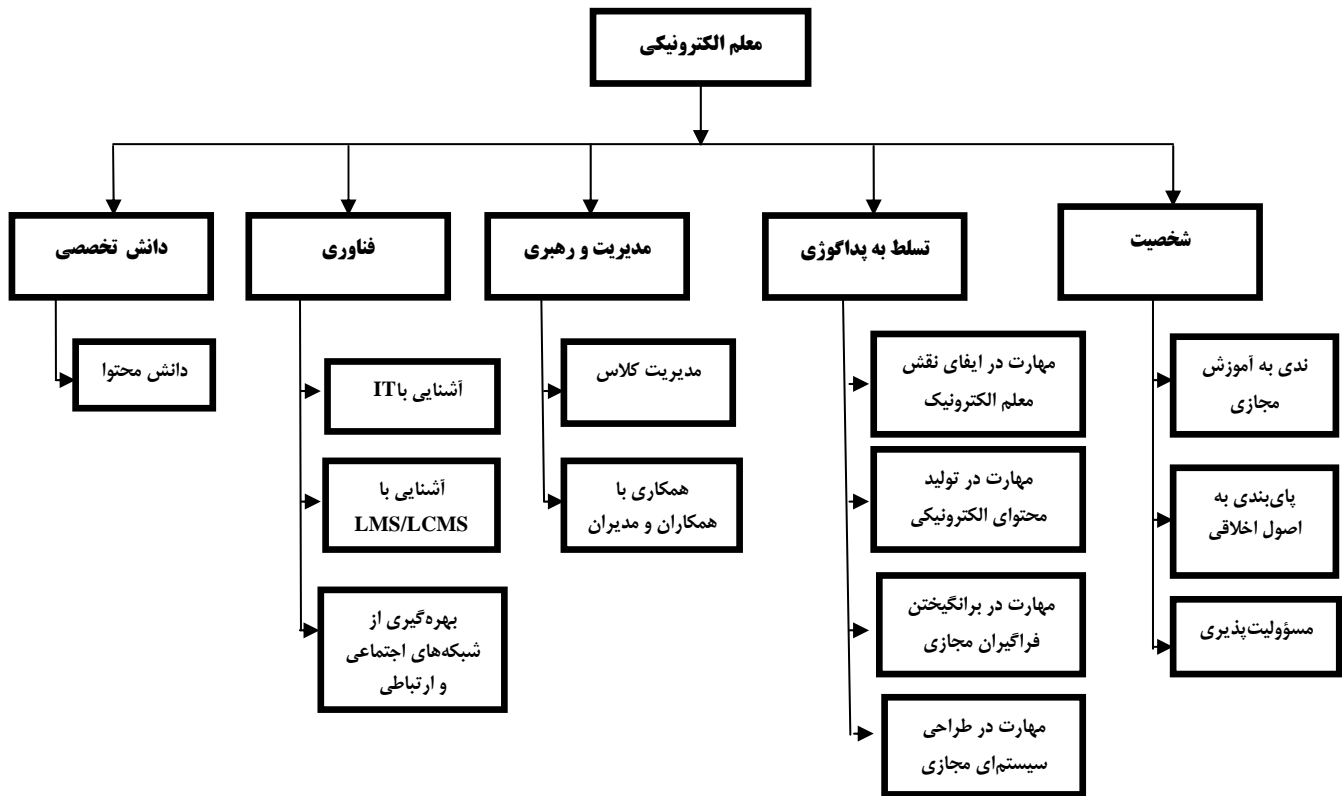 معلم الکترونیکی
شخصیت
تسلط به پداگوژی
مدیریت و رهبری
فناوری
دانش تخصصی
ندی به آموزش
مجازی
پای‌بندی به
اصول اخلاقی
مسؤولیت‌پذیری
مهارت در ایفای نقش
معلم الکترونیک
مهارت در تولید
محتوای الکترونیکی
مهارت در برانگیختن
فراگیران مجازی
مهارت در طراحی
سیستم‌ای مجازی
مدیریت کلاس
همکاری با
همکاران و مدیران
آشنایی با IT
آشنایی با
LMS/LCMS
بهره‌گیری از
شبکه‌های اجتماعی
و ارتباطی
دانش محتوا